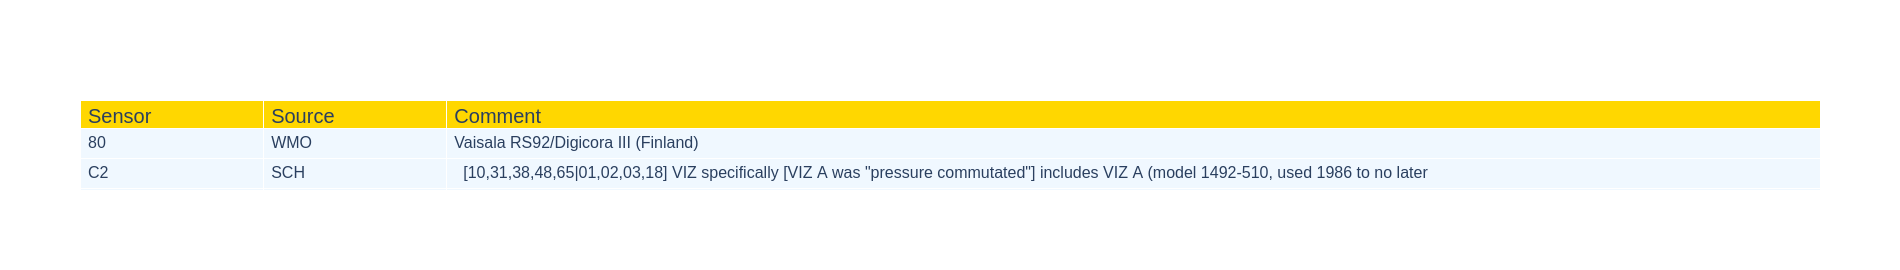 Sensor Source Comment
80 WMO Vaisala RS92/Digicora III (Finland)
C2 SCH [10,31,38,48,65|01,02,03,18] VIZ specifically [VIZ A was "pressure commutated"] includes VIZ A (model 1492-510, used 1986 to no later